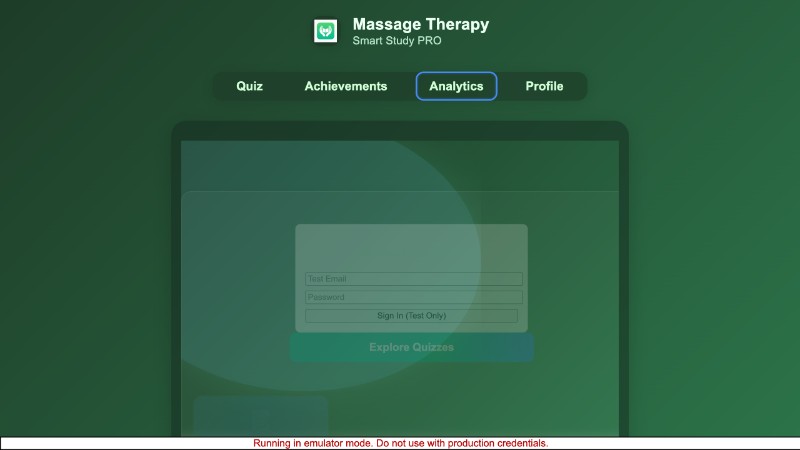 Massage Therapy
Smart Study PRO
Quiz
Achievements
Analytics
Profile
Test Email
Password
Sign In (Test Only)
Explore Quizzes
Running in emulator mode. Do not use with production credentials.